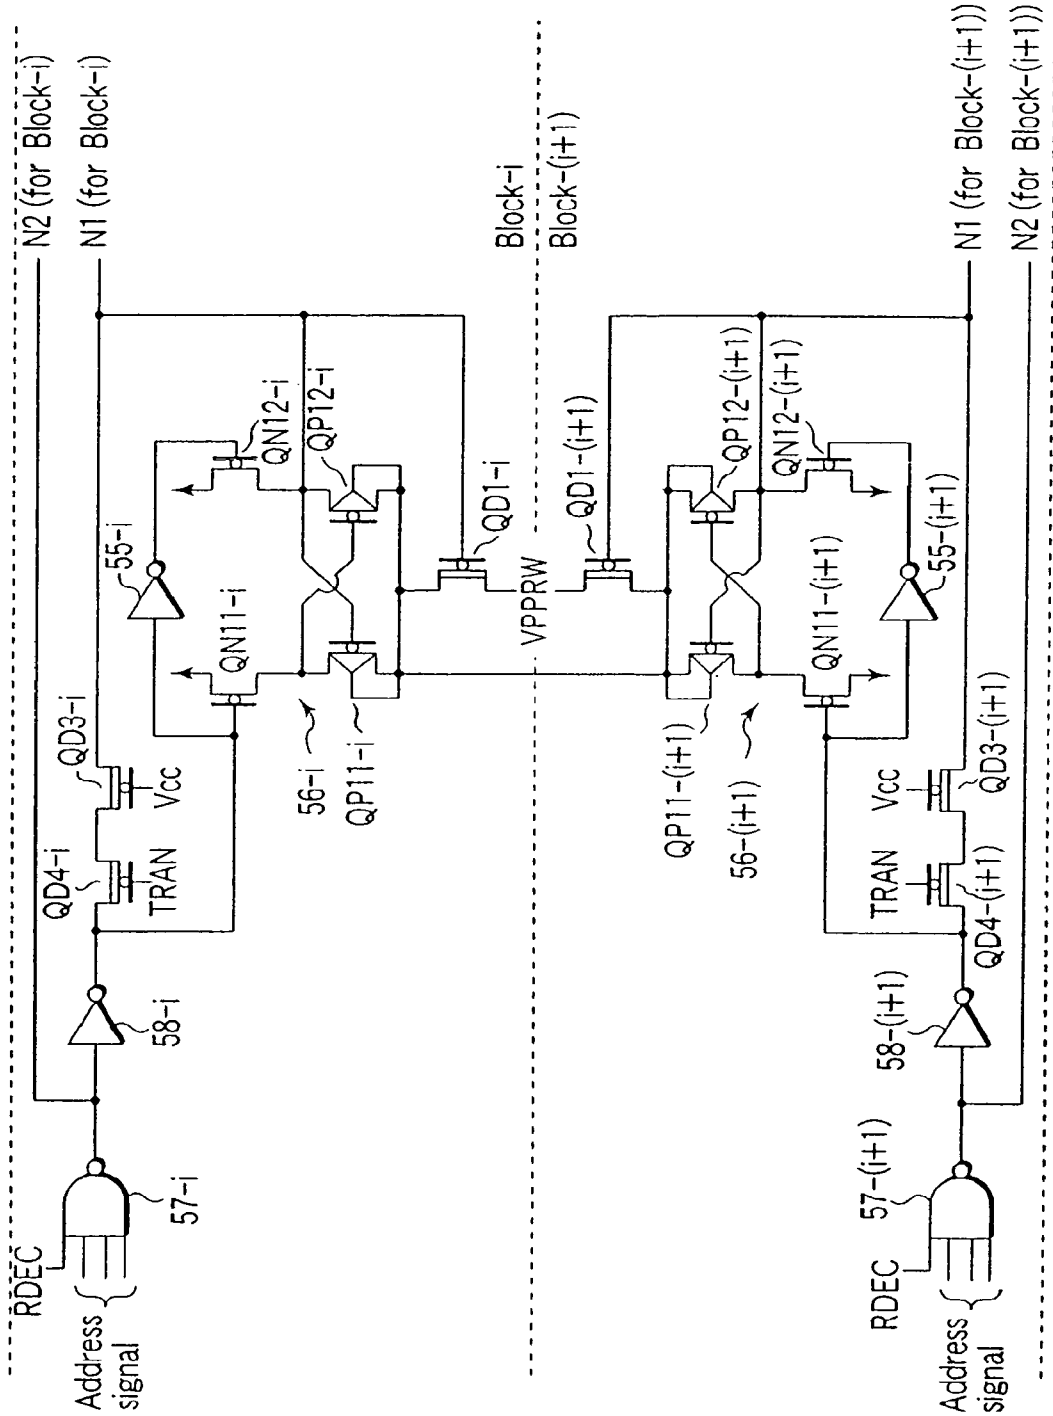 N2 (for Block-i)
N1 (for Block-i)
QD3-i
QD4-i
Vcc
TRAN
58-i
57-i
RDEC
Address
signal
55-i
QN11-i
QN12-i
QP12-i
56-i
QP11-i
QD1-i
Block-i
Block-(i+1)
VPPRW
QD1-(i+1)
QP12-(i+1)
QN12-(i+1)
QP11-(i+1)
56-(i+1)
QN11-(i+1)
55-(i+1)
Vcc
TRAN
QD3-(i+1)
QD4-(i+1)
58-(i+1)
57-(i+1)
RDEC
Address
signal
N1 (for Block-(i+1))
N2 (for Block-(i+1))